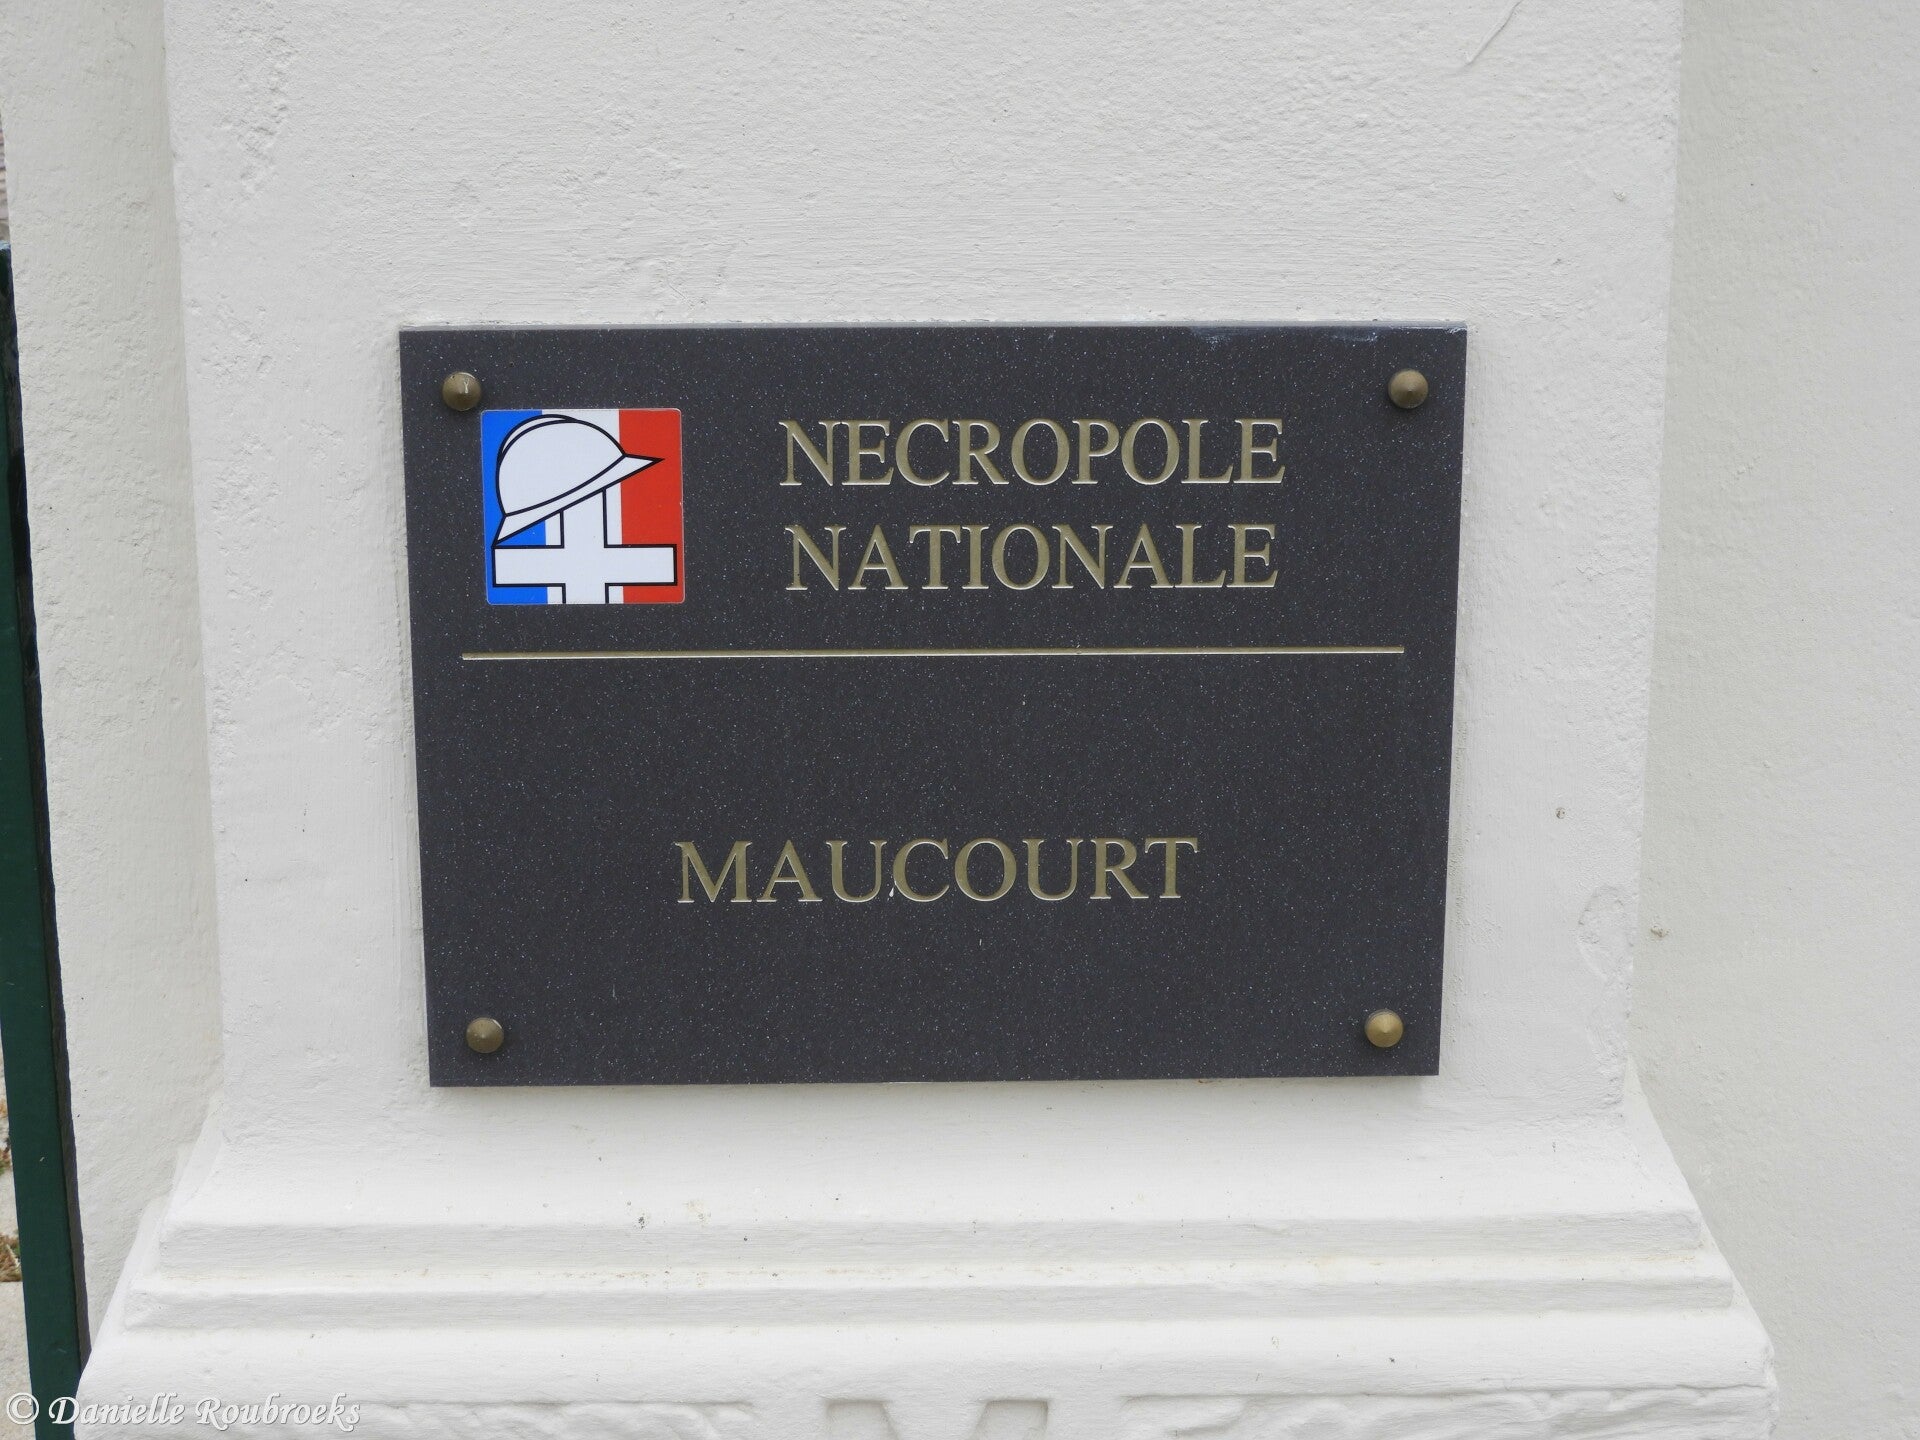 NECROPOLE
NATIONALE
MAUCOURT
© Danielle Roubroeks